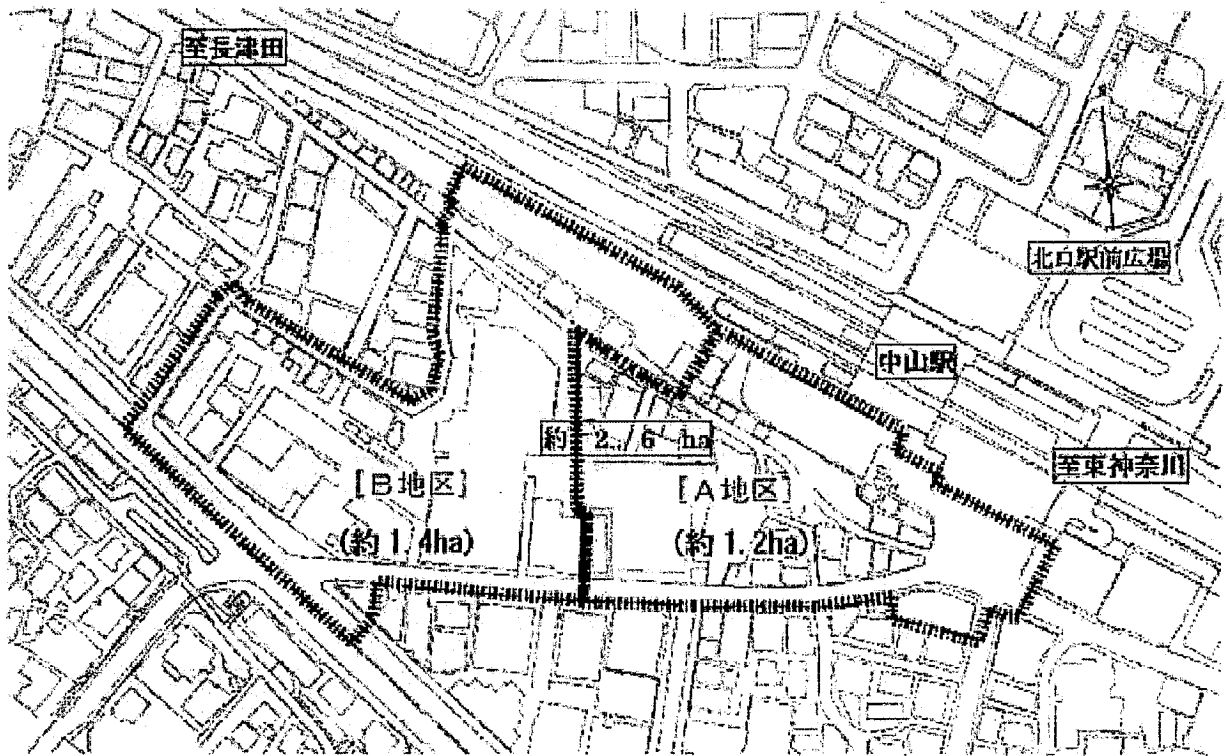 至長津田
北口駅前広場
中山駅
約 2.6 ha
至東神奈川
[B地区]
(約1.4ha)
[A地区]
(約1.2ha)